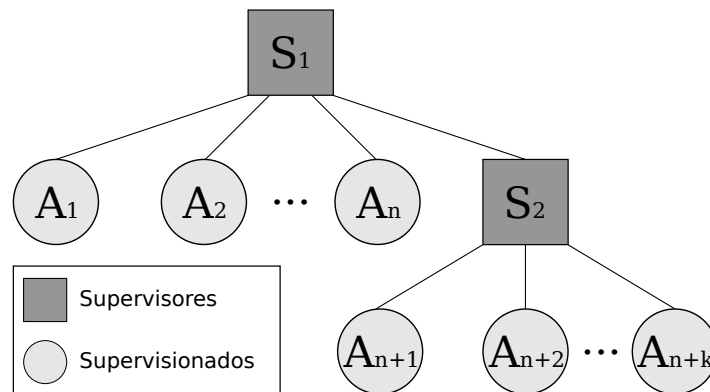 S1
A1 A2 ... An S2
Supervisores
Supervisionados
An+1 An+2 ... An+k